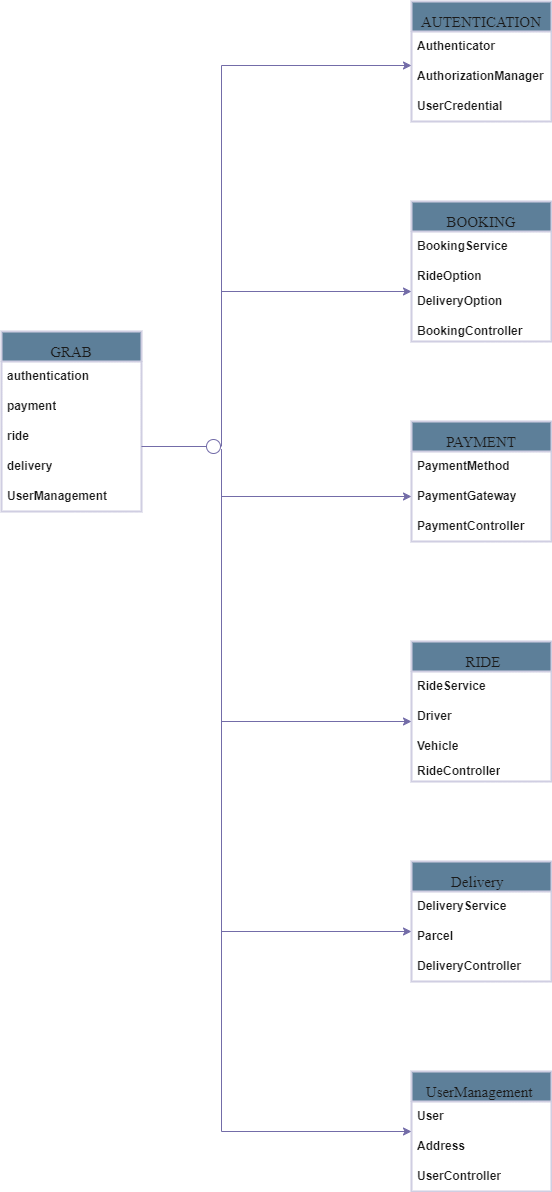 AUTENTICATION
Authenticator
AuthorizationManager
UserCredential
BOOKING
BookingService
RideOption
DeliveryOption
BookingController
GRAB
authentication
payment
ride
delivery
UserManagement
PAYMENT
PaymentMethod
PaymentGateway
PaymentController
RIDE
RideService
Driver
Vehicle
RideController
Delivery
DeliveryService
Parcel
DeliveryController
UserManagement
User
Address
UserController